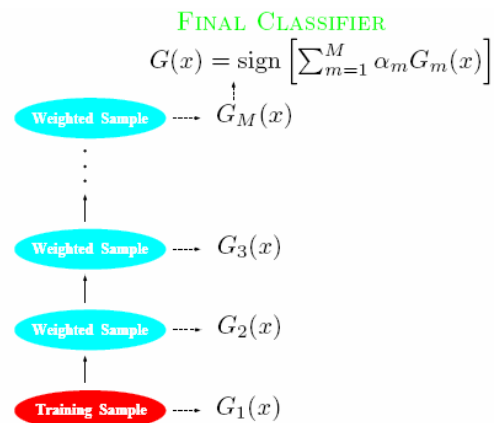 FINAL CLASSIFIER
G(x) = sign [∑_{m=1}^{M} α_m G_m(x)]
Weighted Sample G_M(x)
Weighted Sample G_3(x)
Weighted Sample G_2(x)
Training Sample G_1(x)